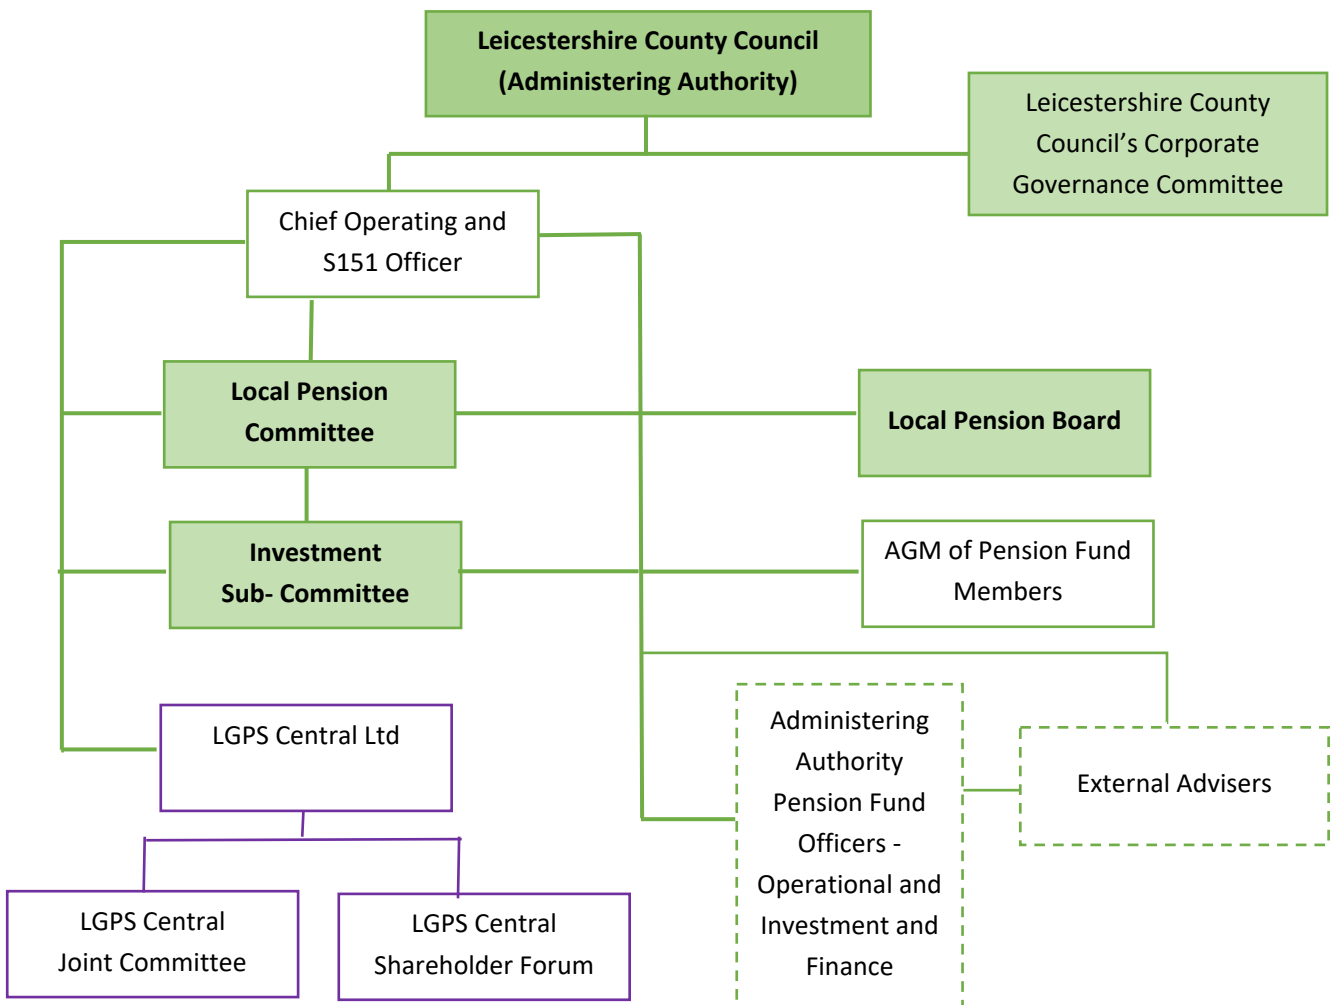 Leicestershire County Council
(Administering Authority)
Leicestershire County
Council’s Corporate
Governance Committee
Chief Operating and
S151 Officer
Local Pension
Committee
Local Pension Board
Investment
Sub- Committee
AGM of Pension Fund
Members
LGPS Central Ltd
Administering
Authority
Pension Fund
Officers -
Operational and
Investment and
Finance
External Advisers
LGPS Central
Joint Committee
LGPS Central
Shareholder Forum